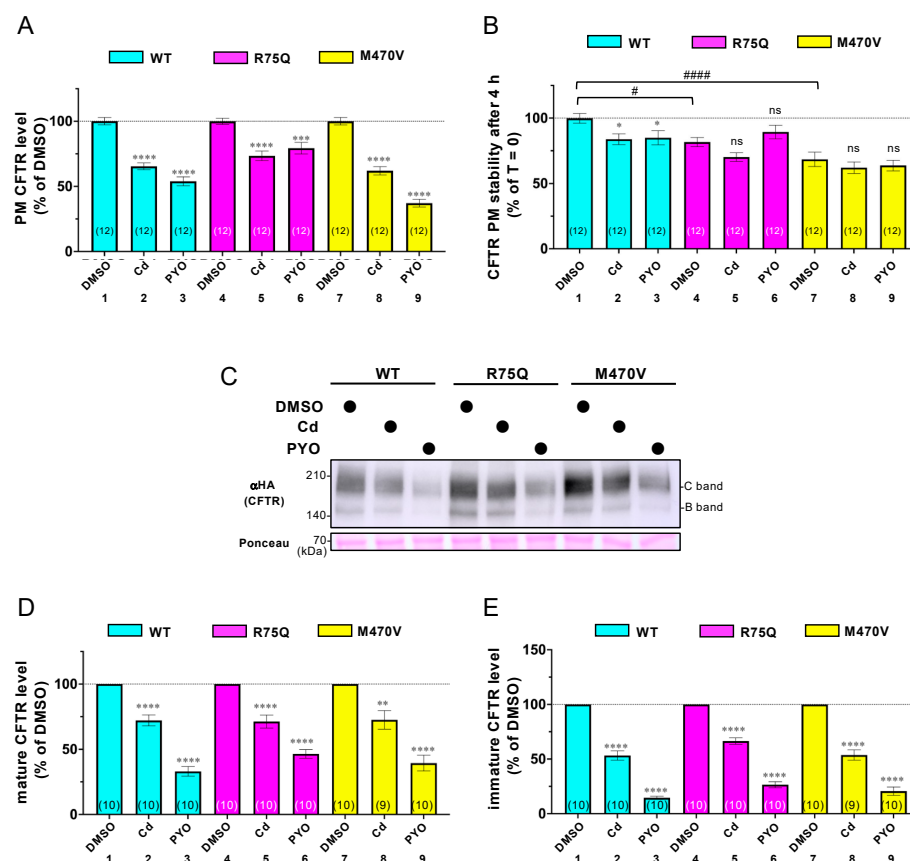 A
WT R75Q M470V
PM CFTR level
(% of DMSO)
100
50
0
**** **** **** *** **** ****
(12) (12) (12) (12) (12) (12) (12) (12) (12)
DMSO Cd PYO DMSO Cd PYO DMSO Cd PYO
1 2 3 4 5 6 7 8 9
B
WT R75Q M470V
CFTR PM stability after 4 h
(% of T = 0)
####
#
100
75
50
25
0
* * ns ns ns ns
(12) (12) (12) (12) (12) (12) (12) (12) (12)
DMSO Cd PYO DMSO Cd PYO DMSO Cd PYO
1 2 3 4 5 6 7 8 9
C
WT R75Q M470V
DMSO
Cd
PYO
αHA
(CFTR)
210
140
C band
B band
Ponceau
70
(kDa)
D
WT R75Q M470V
mature CFTR level
(% of DMSO)
100
50
0
**** **** **** **** ** ****
(10) (10) (10) (10) (10) (10) (10) (9) (10)
DMSO Cd PYO DMSO Cd PYO DMSO Cd PYO
1 2 3 4 5 6 7 8 9
E
WT R75Q M470V
immature CFTR level
(% of DMSO)
150
100
50
0
**** **** **** **** **** ****
(10) (10) (10) (10) (10) (10) (10) (9) (10)
DMSO Cd PYO DMSO Cd PYO DMSO Cd PYO
1 2 3 4 5 6 7 8 9